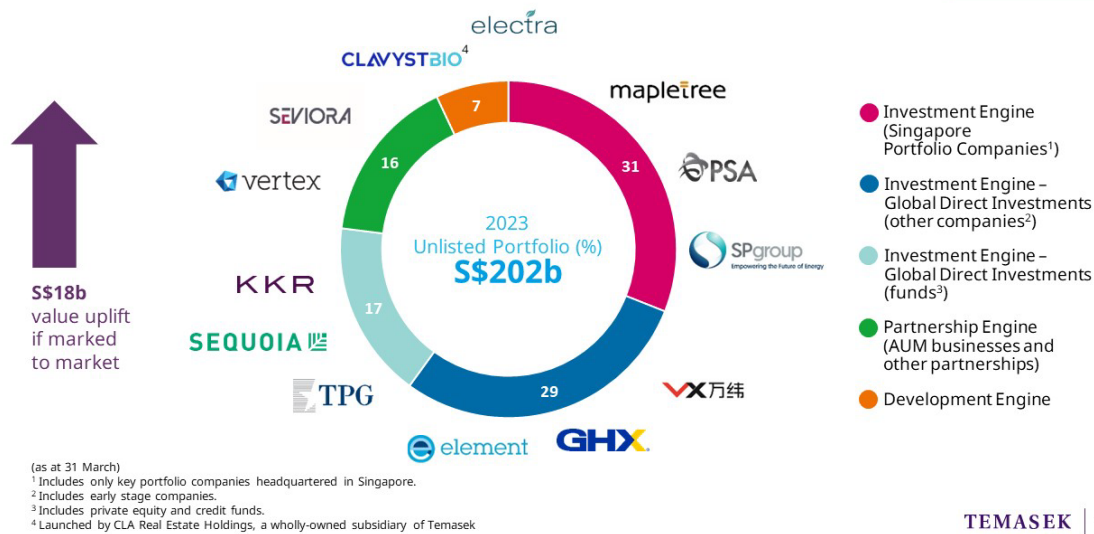 electra
CLAVYSTBIO⁴
mapletree
SEVIORA
vertex
PSA
SPgroup
Empowering the Future of Energy
KKR
SEQUOIA
TPG
VX万纬
element
GHX
7
31
16
17
29
2023
Unlisted Portfolio (%)
S$202b
S$18b
value uplift
if marked
to market
Investment Engine
(Singapore
Portfolio Companies¹)
Investment Engine –
Global Direct Investments
(other companies²)
Investment Engine –
Global Direct Investments
(funds³)
Partnership Engine
(AUM businesses and
other partnerships)
Development Engine
(as at 31 March)
¹ Includes only key portfolio companies headquartered in Singapore.
² Includes early stage companies.
³ Includes private equity and credit funds.
⁴ Launched by CLA Real Estate Holdings, a wholly-owned subsidiary of Temasek
TEMASEK